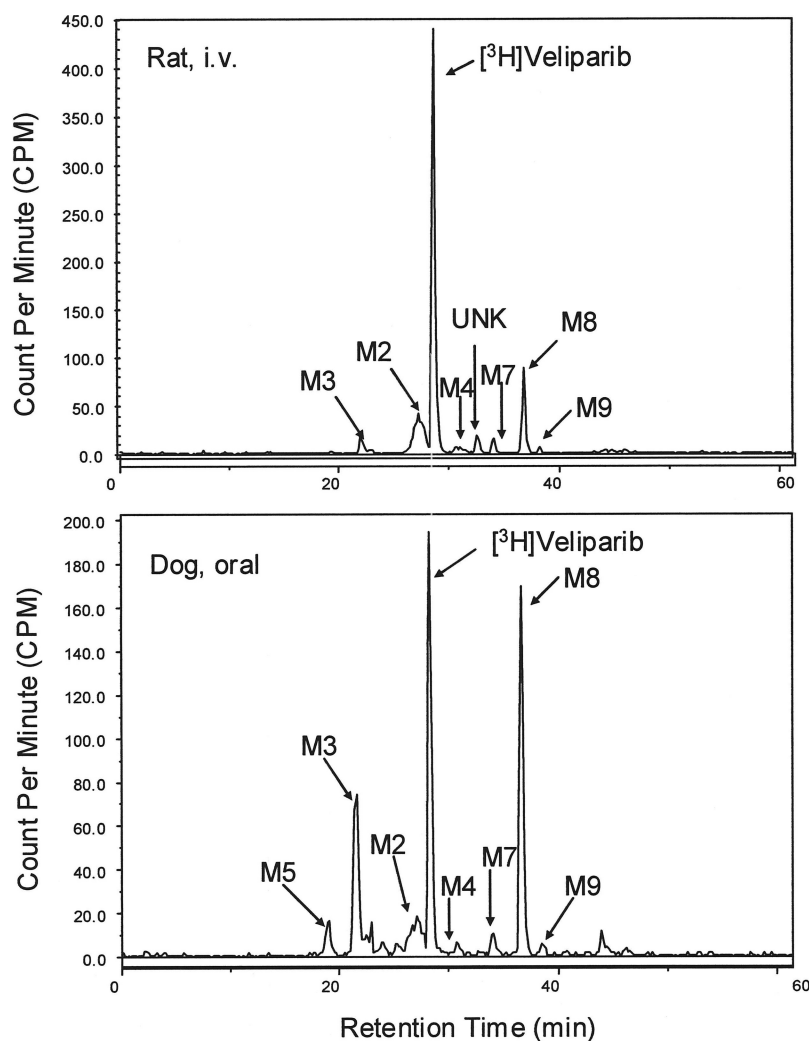 450.0
400.0
350.0
300.0
250.0
200.0
150.0
100.0
50.0
0.0
Count Per Minute (CPM)
Rat, i.v.
[³H]Veliparib
UNK
M8
M2
M7
M3
M4
M9
0 20 40 60
200.0
180.0
160.0
140.0
120.0
100.0
80.0
60.0
40.0
20.0
0.0
Count Per Minute (CPM)
Dog, oral
[³H]Veliparib
M8
M3
M2
M7
M5
M4
M9
0 20 40 60
Retention Time (min)